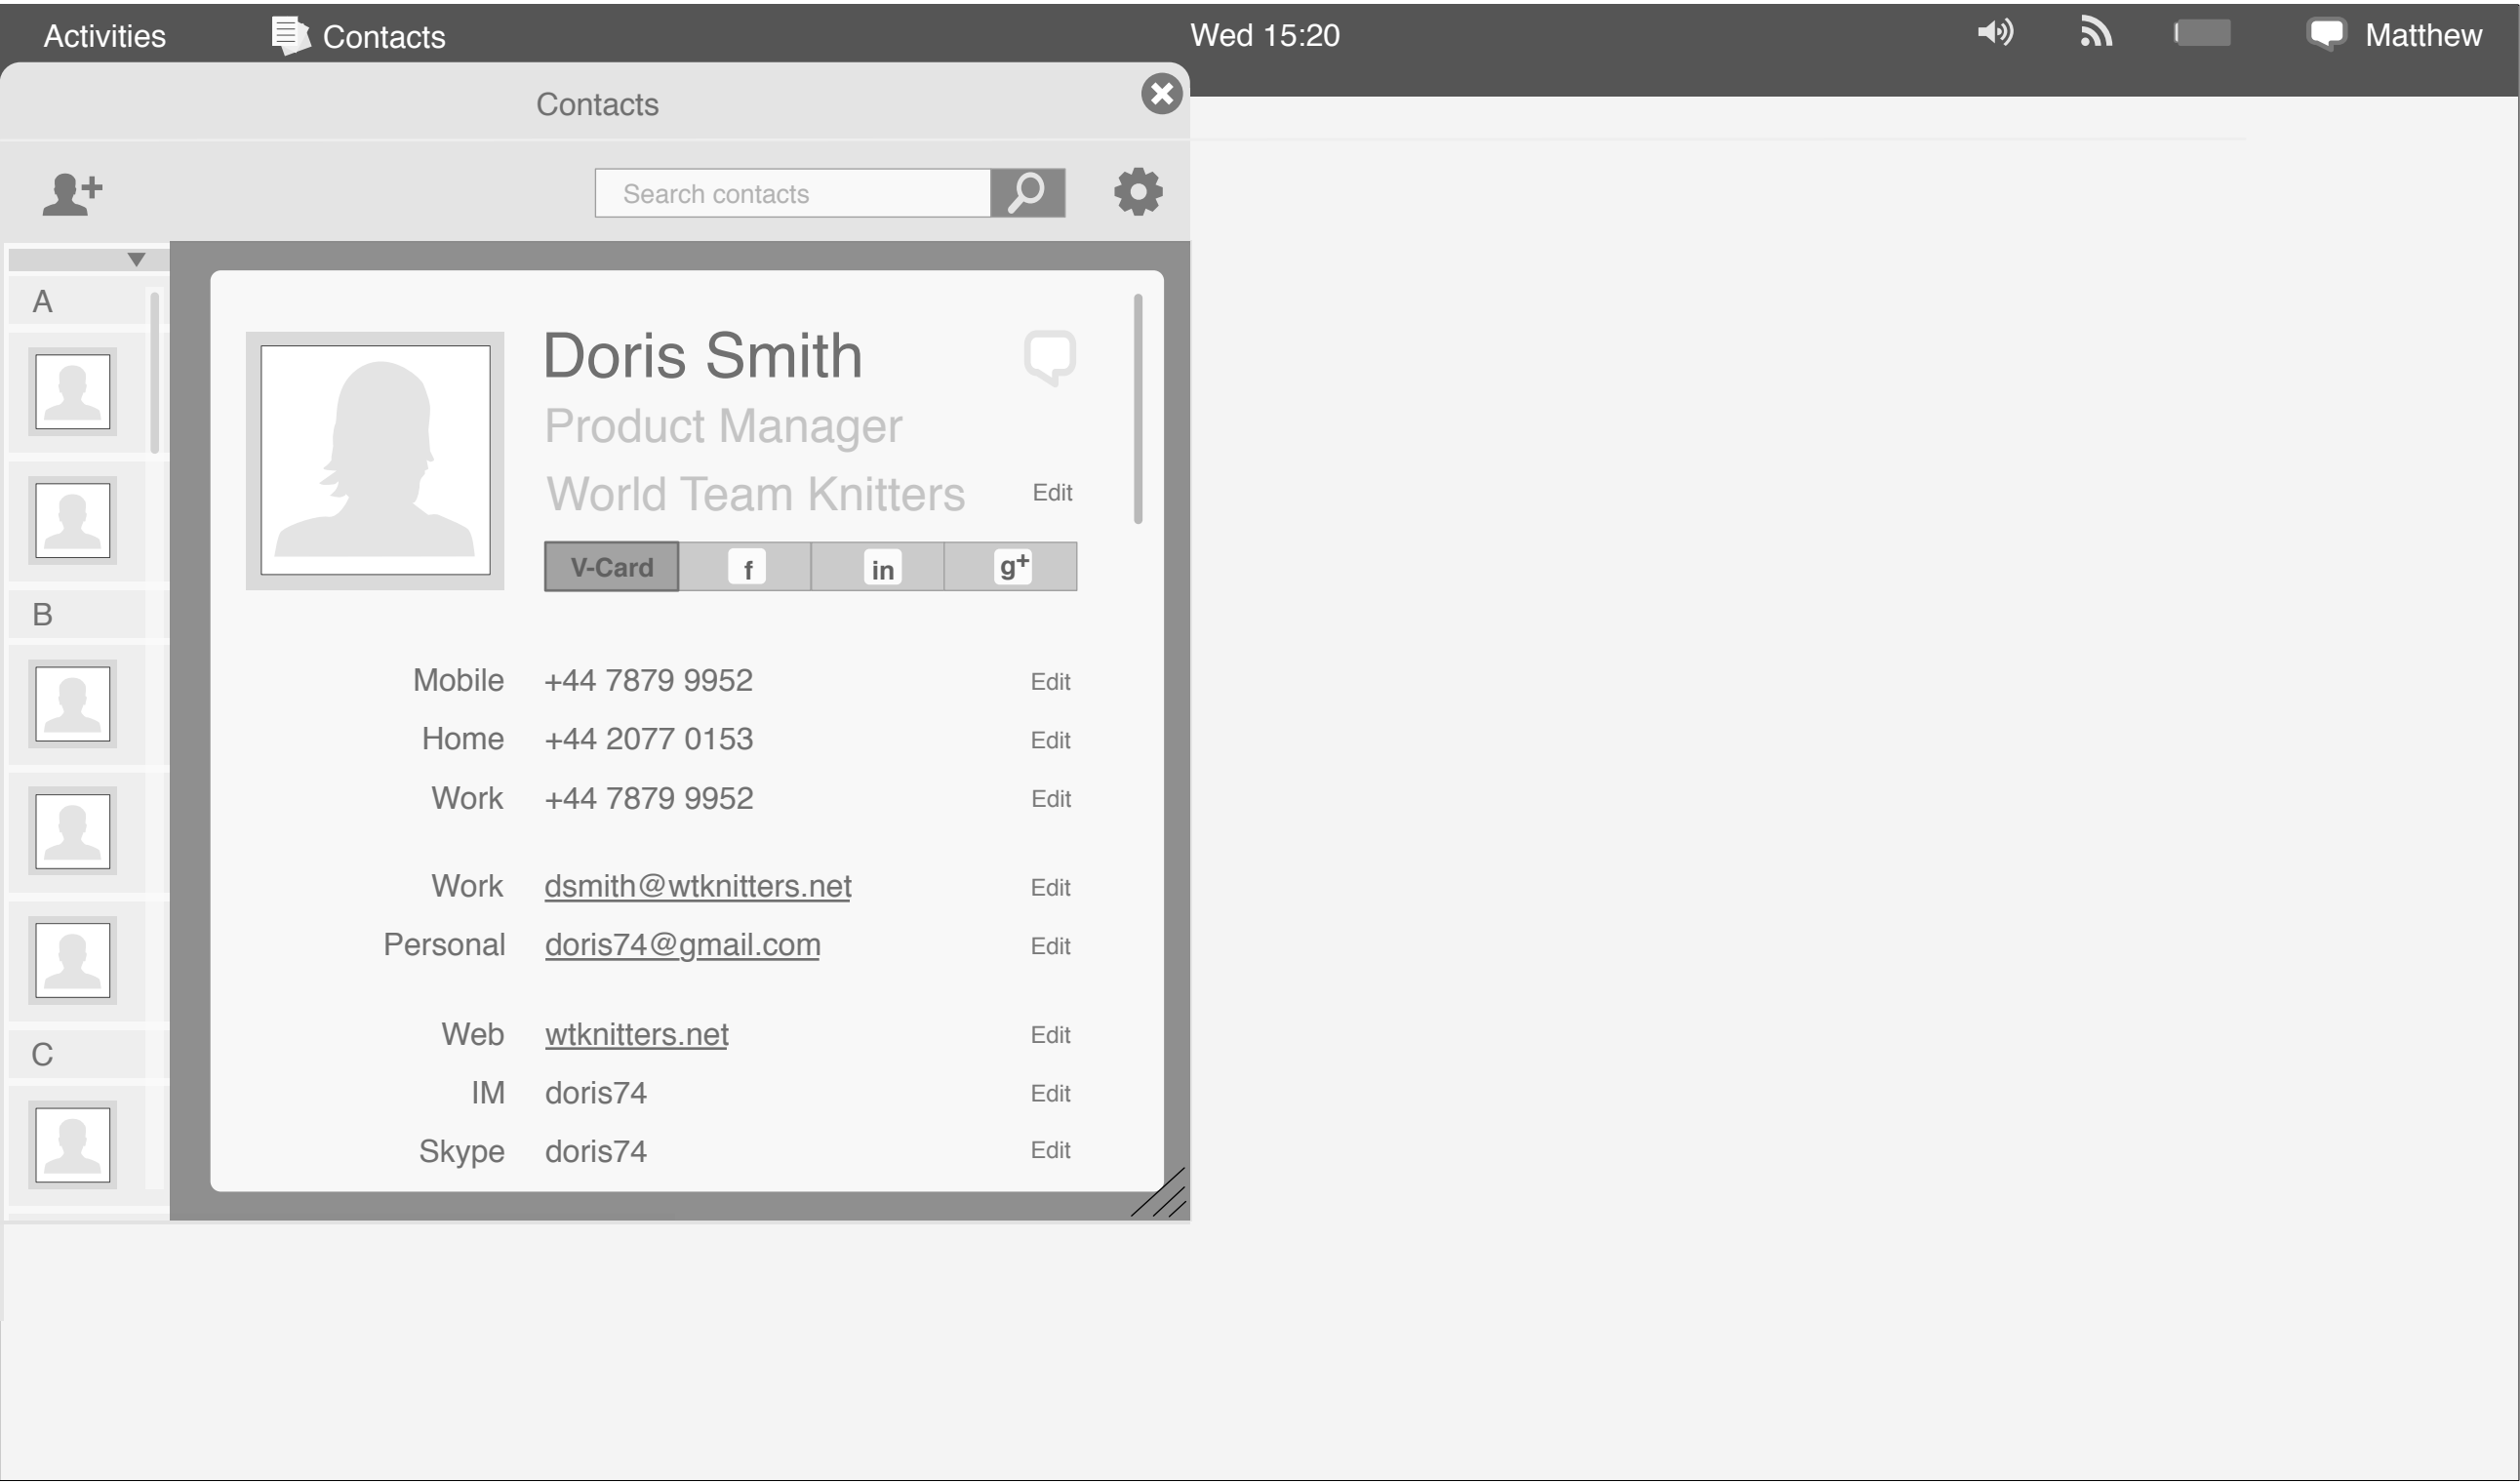 Activities Contacts Wed 15:20 Matthew
Contacts
Search contacts
A
Doris Smith
Product Manager
World Team Knitters Edit
V-Card f in g+
B
Mobile +44 7879 9952 Edit
Home +44 2077 0153 Edit
Work +44 7879 9952 Edit
Work dsmith@wtknitters.net Edit
Personal doris74@gmail.com Edit
Web wtknitters.net Edit
C
IM doris74 Edit
Skype doris74 Edit